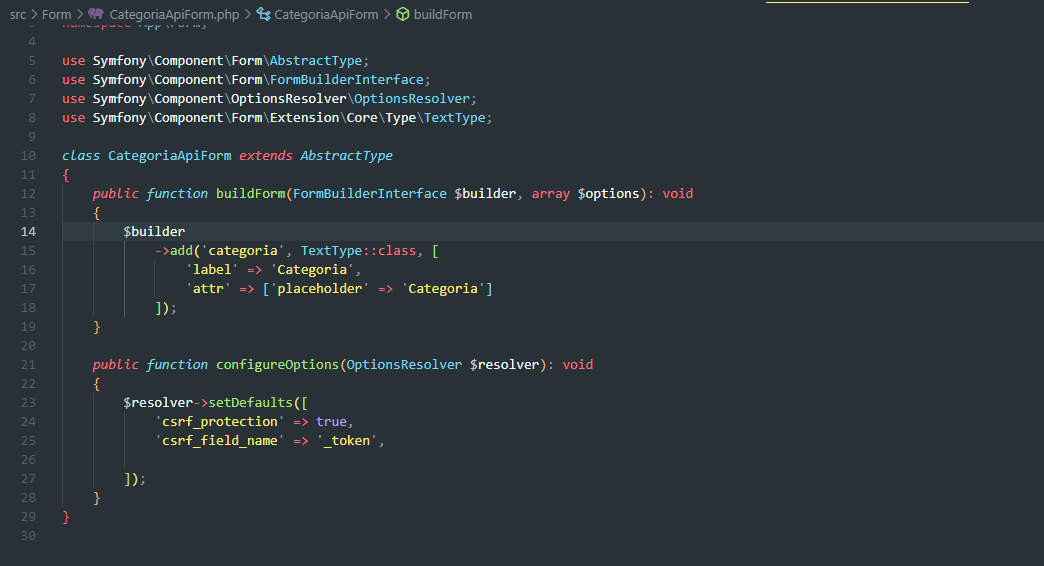 src > Form > CategoriaApiForm.php > CategoriaApiForm > buildForm
3 namespace App\Form;
4
5 use Symfony\Component\Form\AbstractType;
6 use Symfony\Component\Form\FormBuilderInterface;
7 use Symfony\Component\OptionsResolver\OptionsResolver;
8 use Symfony\Component\Form\Extension\Core\Type\TextType;
9
10 class CategoriaApiForm extends AbstractType
11 {
12     public function buildForm(FormBuilderInterface $builder, array $options): void
13     {
14         $builder
15             ->add('categoria', TextType::class, [
16                 'label' => 'Categoria',
17                 'attr' => ['placeholder' => 'Categoria']
18             ]);
19     }
20
21     public function configureOptions(OptionsResolver $resolver): void
22     {
23         $resolver->setDefaults([
24             'csrf_protection' => true,
25             'csrf_field_name' => '_token',
26
27         ]);
28     }
29 }
30